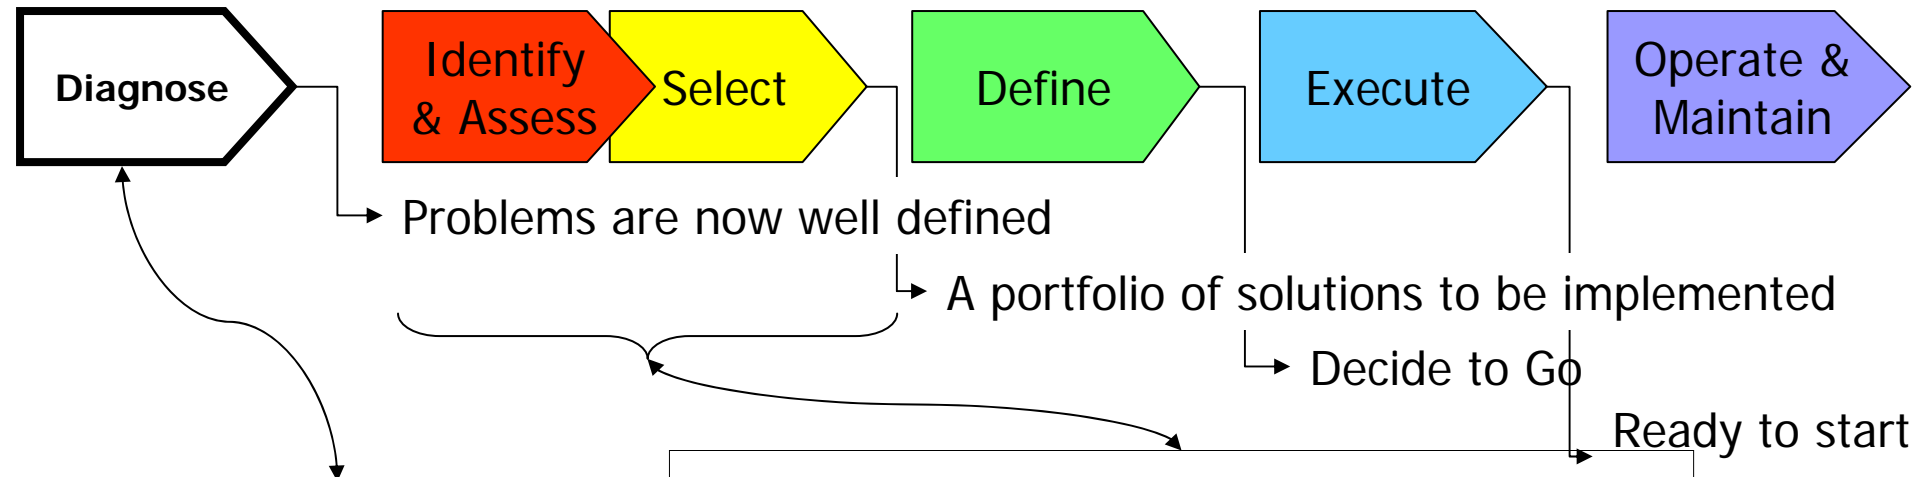 Diagnose
Identify
& Assess
Select
Define
Execute
Operate &
Maintain
Problems are now well defined
A portfolio of solutions to be implemented
Decide to Go
Ready to start